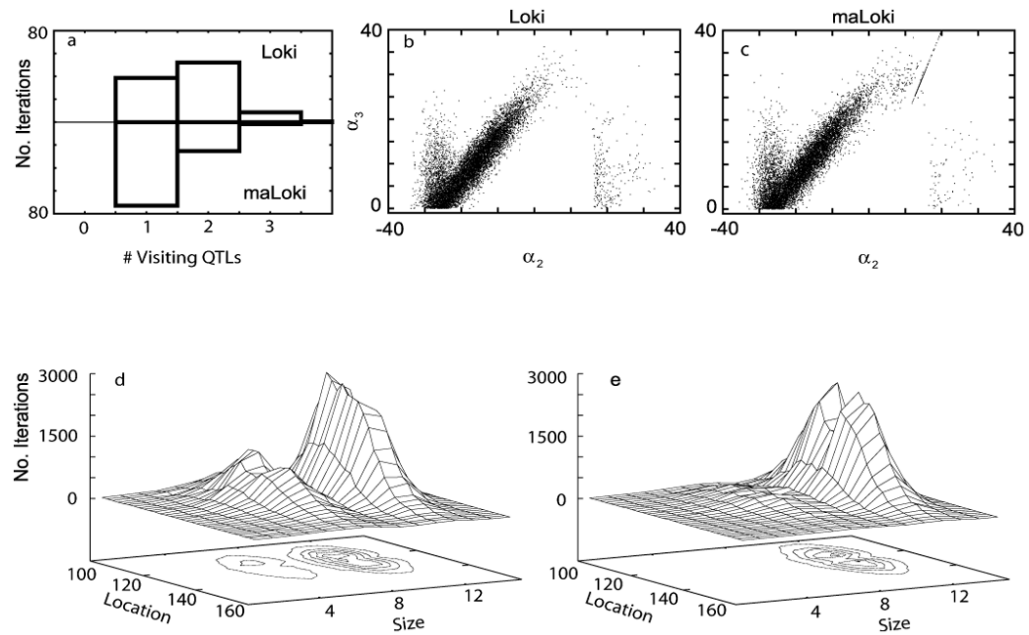 80
a
Loki
No. Iterations
maLoki
80
0
1
2
3
# Visiting QTLs
Loki
40
b
α3
0
-40
40
α2
maLoki
40
c
0
-40
40
α2
3000
d
No. Iterations
1500
0
100
120
140
160
Location
4
8
12
Size
3000
e
1500
0
100
120
140
160
Location
4
8
12
Size